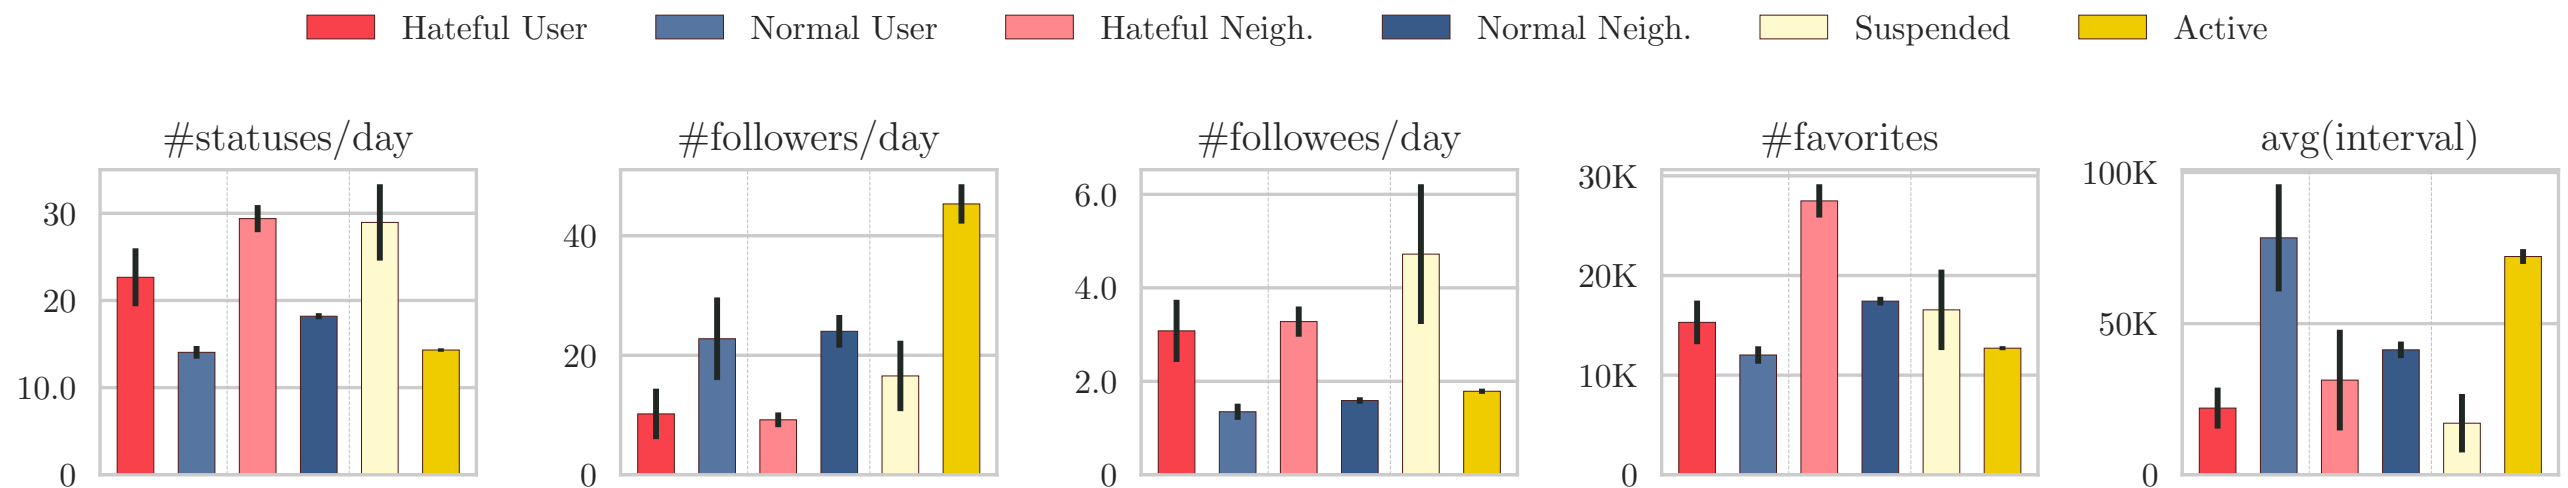 Hateful User Normal User Hateful Neigh. Normal Neigh. Suspended Active
#statuses/day #followers/day #followees/day #favorites avg(interval)
30
20
10.0
0
40
20
0
6.0
4.0
2.0
0
30K
20K
10K
0
100K
50K
0